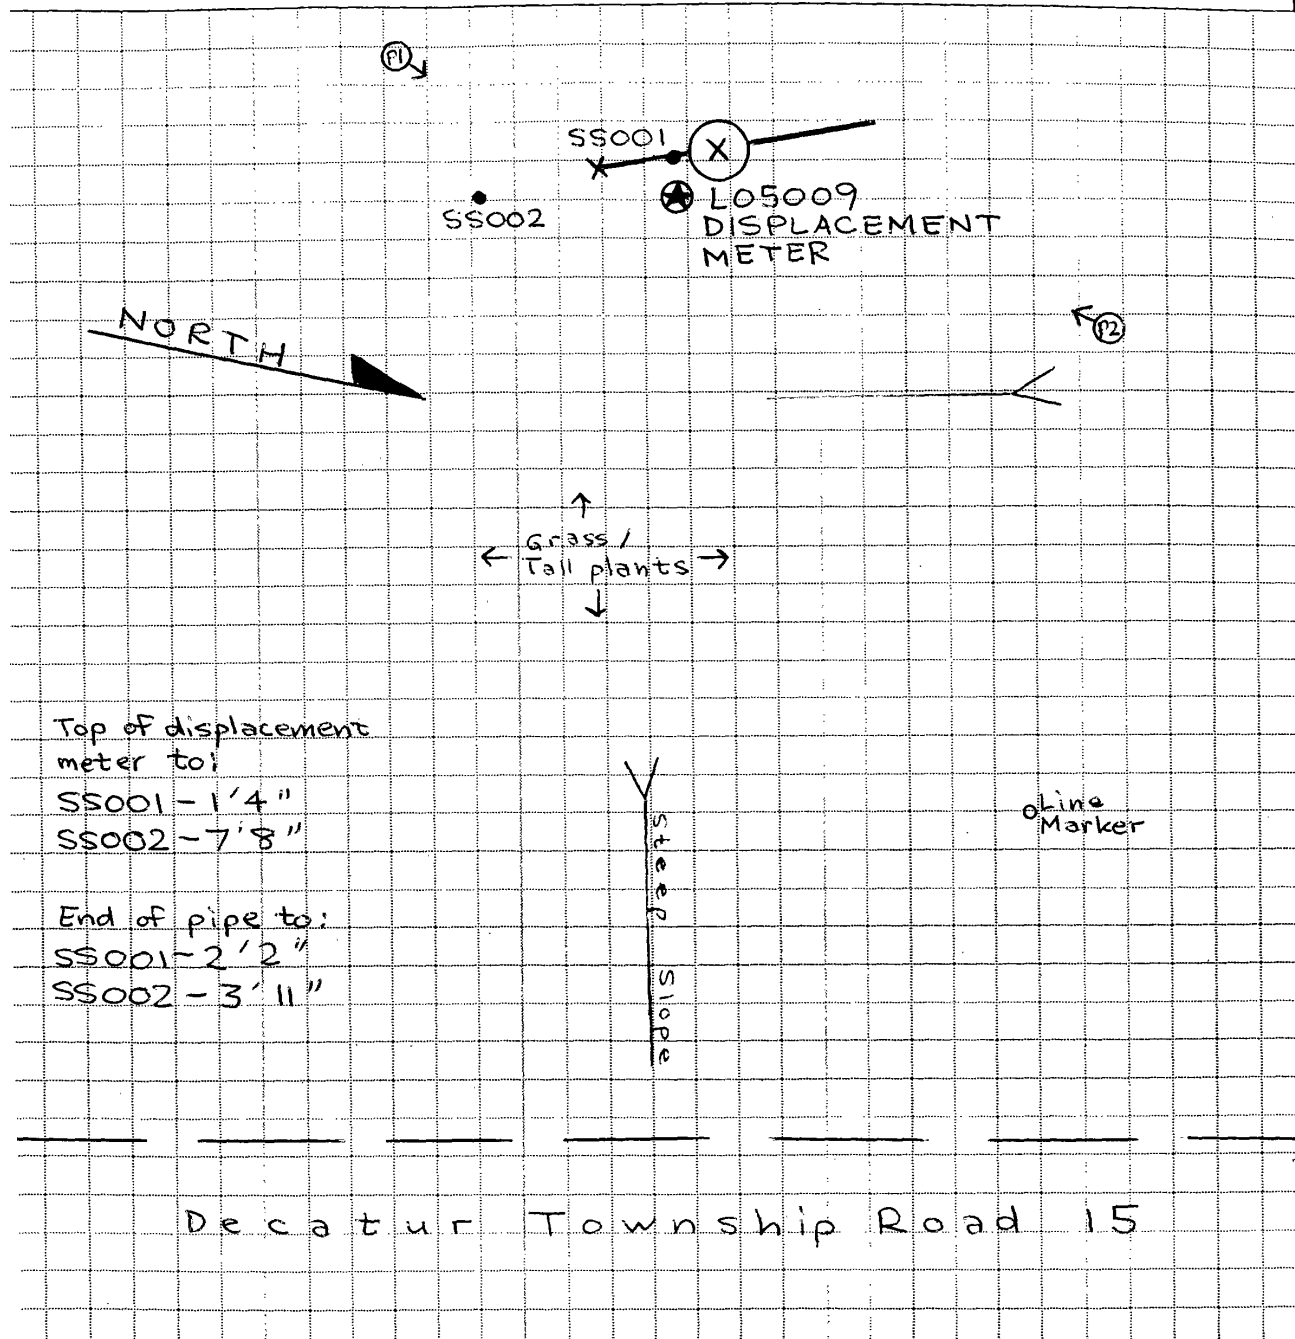 P1
SS001
X
X
SS002
L05009
DISPLACEMENT
METER
NORTH
P2
Grass/
Tall plants
Top of displacement
meter to:
SS001 - 1'4"
SS002 - 7'8"
Line
Marker
Steep Slope
End of pipe to:
SS001 - 2'2"
SS002 - 3'11"
Decatur Township Road 15